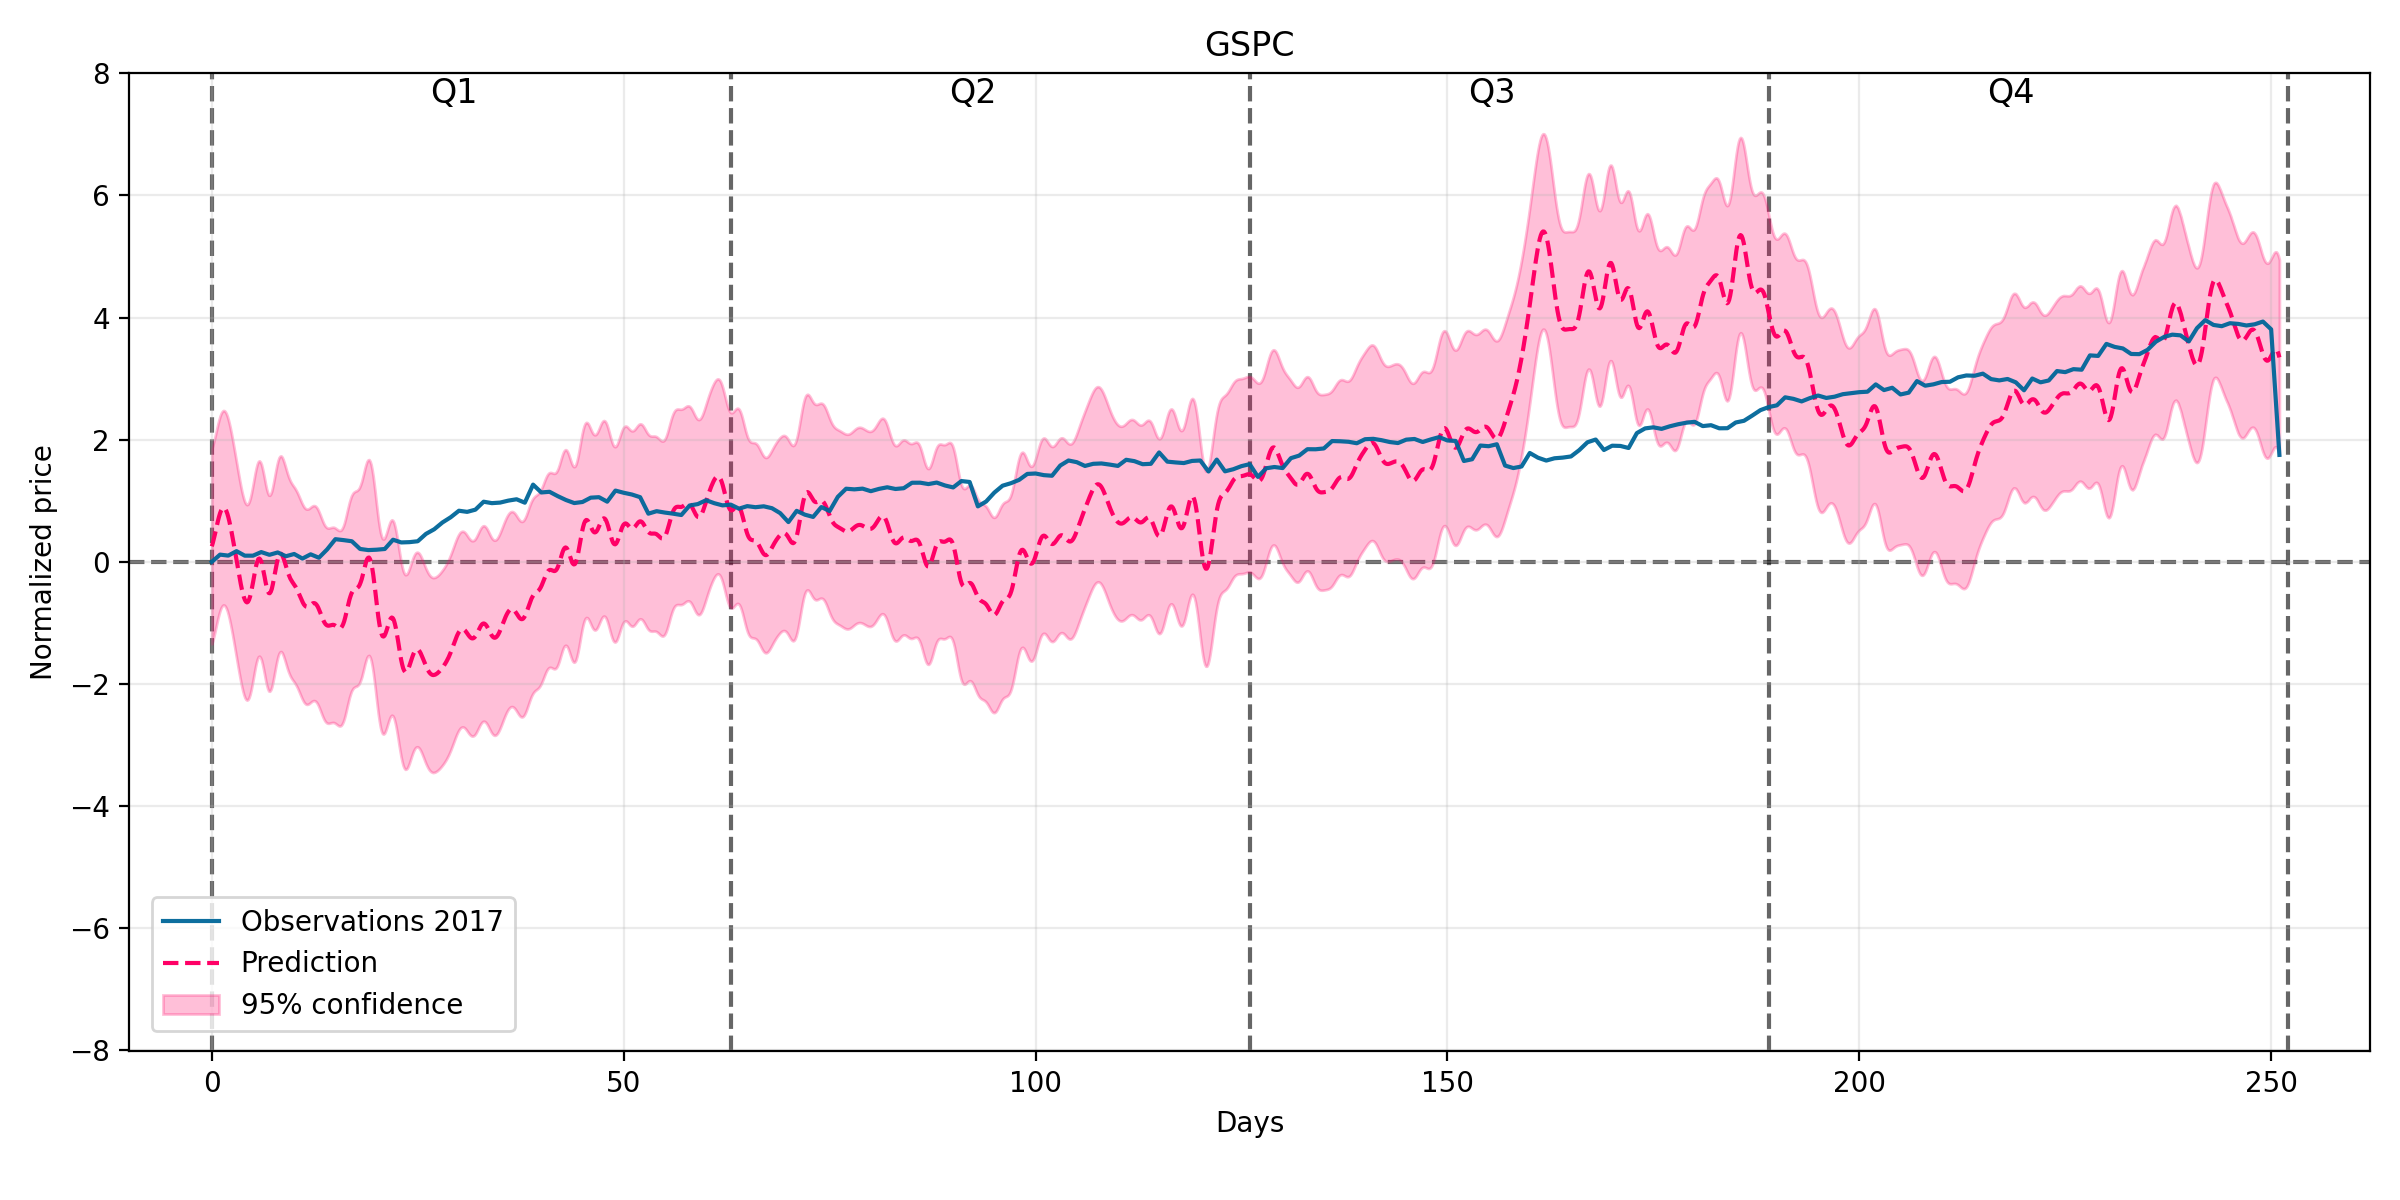 GSPC
Q1 Q2 Q3 Q4
8
6
4
2
0
−2
−4
−6
−8
Normalized price
Observations 2017
Prediction
95% confidence
0 50 100 150 200 250
Days